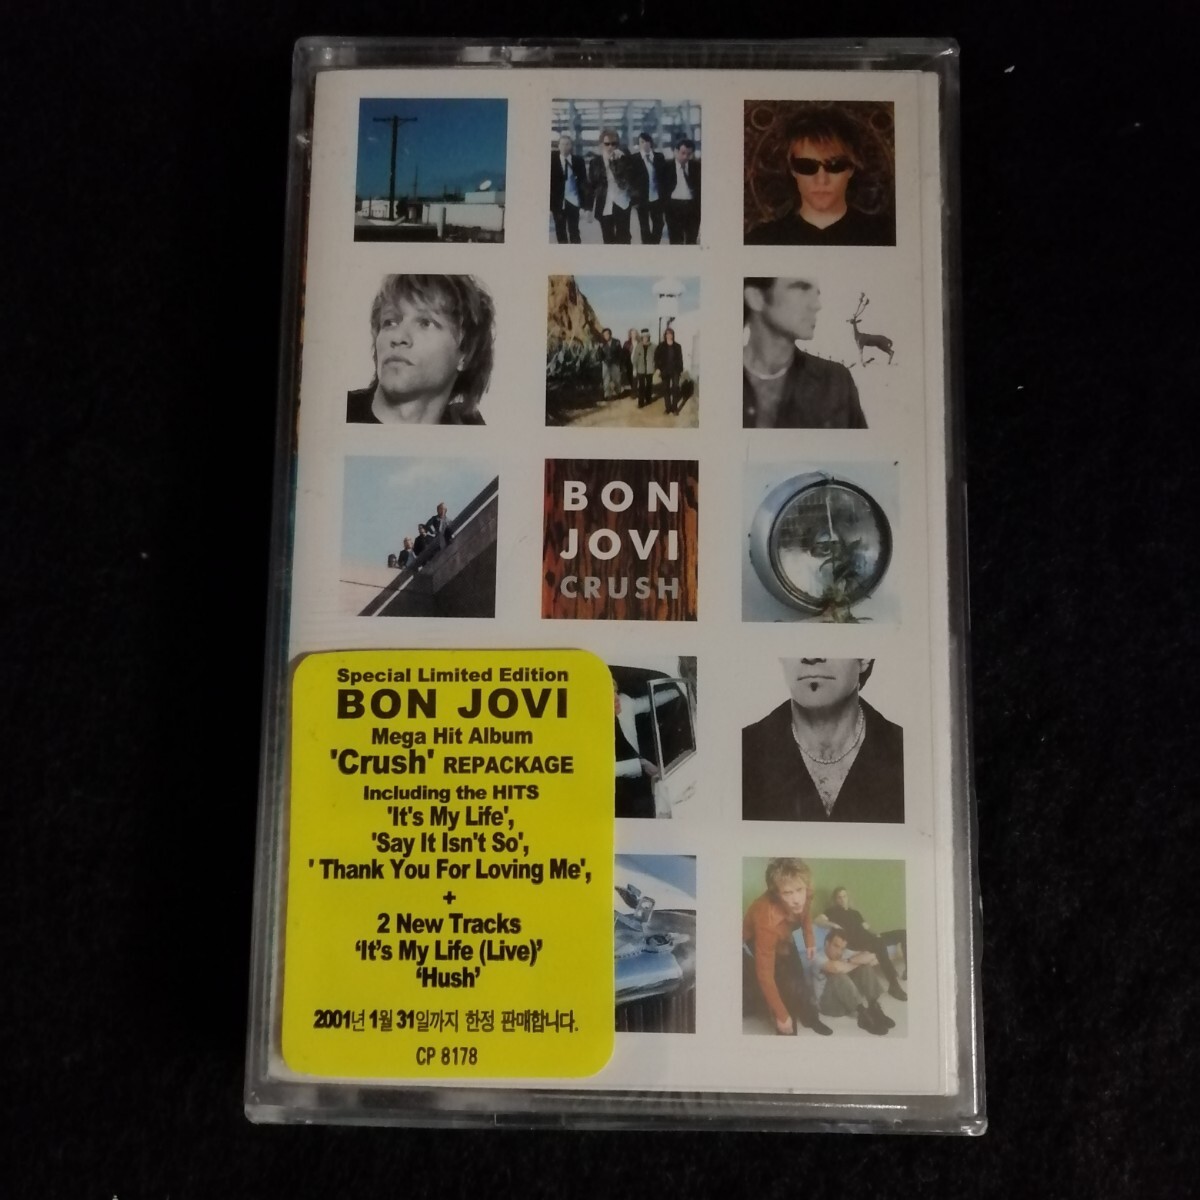 BON
JOVI
CRUSH
Special Limited Edition
BON JOVI
Mega Hit Album
'Crush' REPACKAGE
Including the HITS
'It's My Life',
'Say It Isn't So',
' Thank You For Loving Me',
+
2 New Tracks
‘It’s My Life (Live)’
‘Hush’
2001년 1월 31일까지 한정 판매합니다.
CP 8178